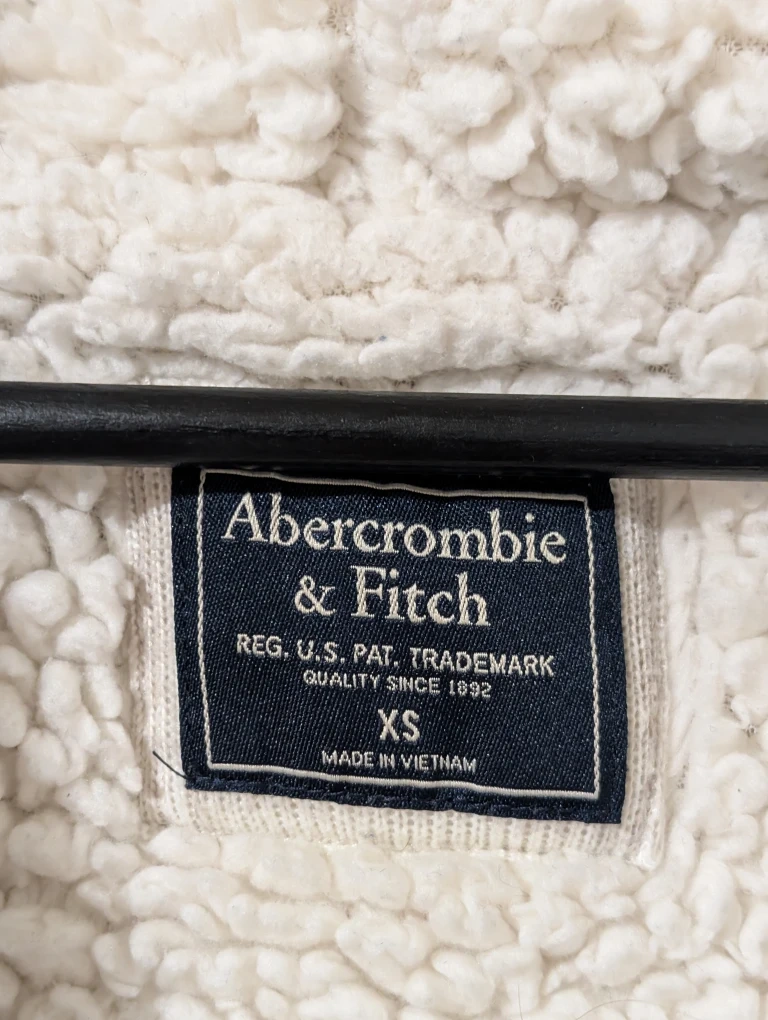 Abercrombie
& Fitch
REG. U.S. PAT. TRADEMARK
QUALITY SINCE 1892
XS
MADE IN VIETNAM